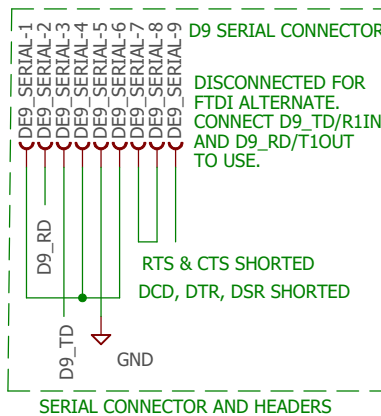 D9 SERIAL CONNECTOR
DE9_SERIAL-1
DE9_SERIAL-2
DE9_SERIAL-3
DE9_SERIAL-4
DE9_SERIAL-5
DE9_SERIAL-6
DE9_SERIAL-7
DE9_SERIAL-8
DE9_SERIAL-9
DISCONNECTED FOR
FTDI ALTERNATE.
CONNECT D9_TD/R1IN
AND D9_RD/T1OUT
TO USE.
D9_RD
D9_TD
RTS & CTS SHORTED
DCD, DTR, DSR SHORTED
GND
SERIAL CONNECTOR AND HEADERS